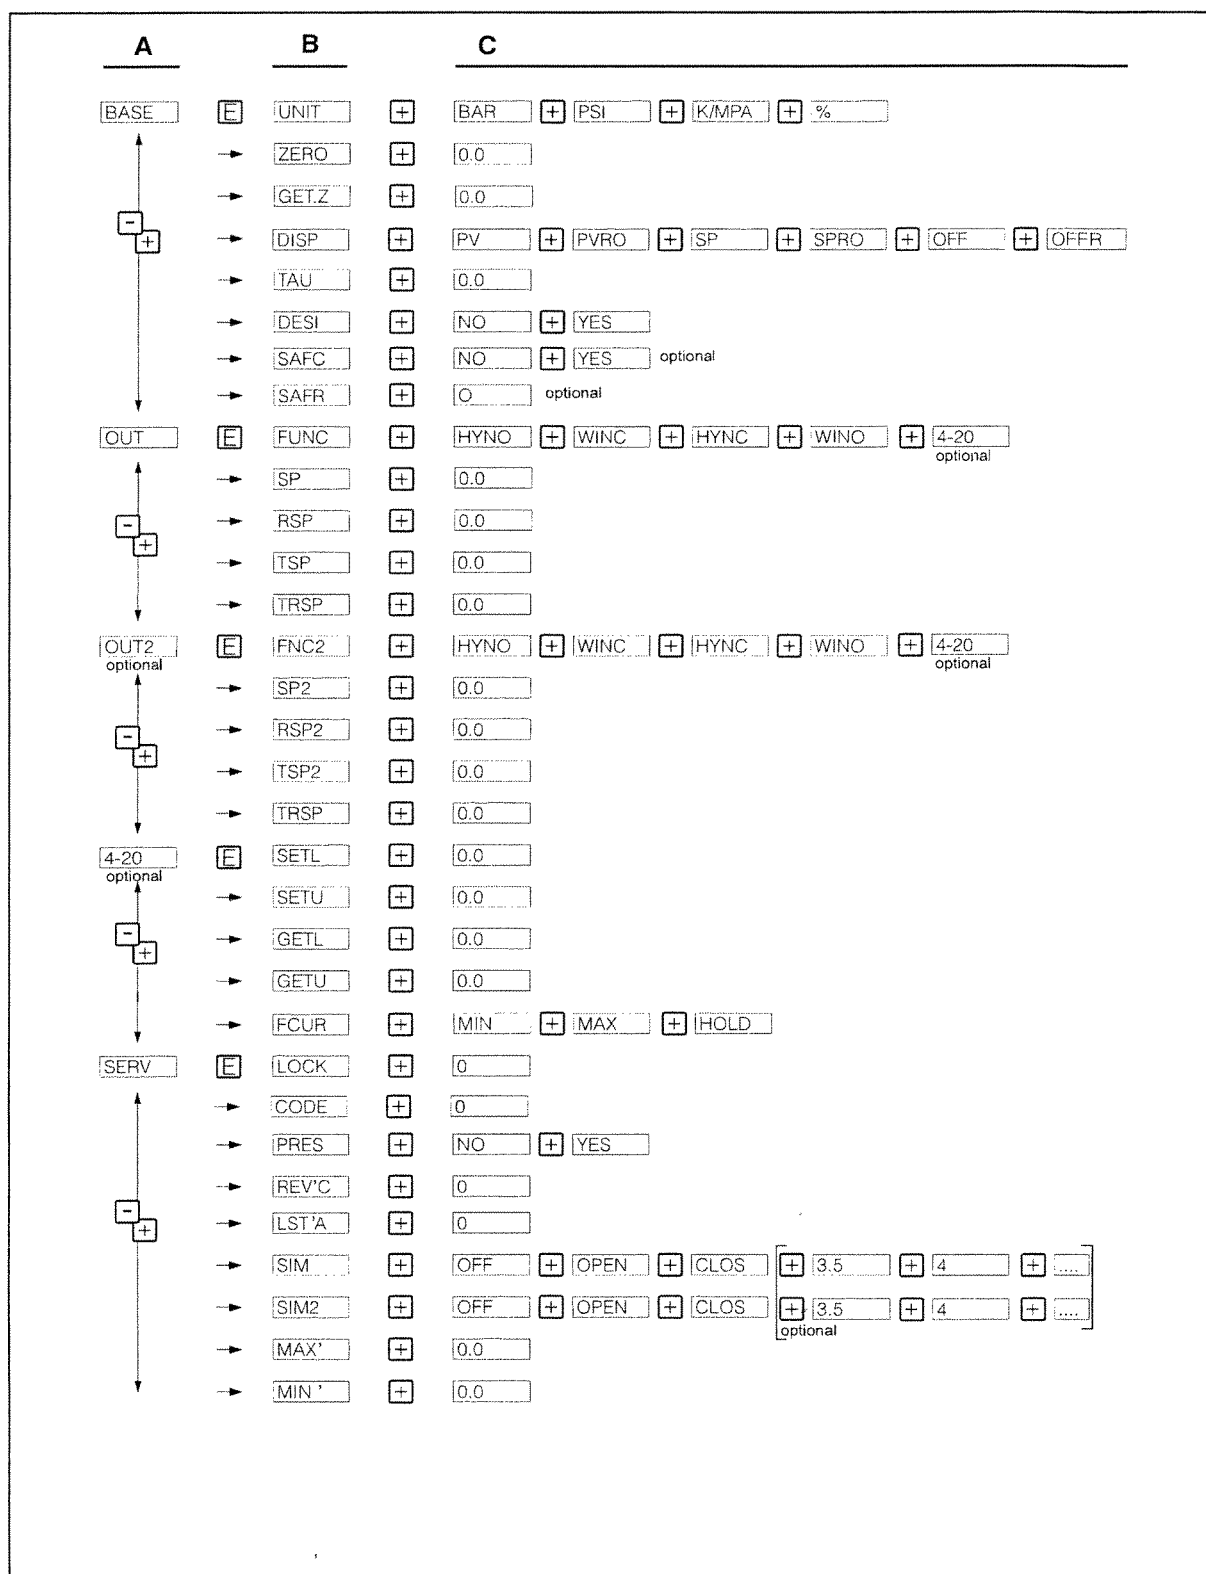 A B C
BASE E UNIT + BAR + PSI + K/MPA + %
ZERO + 0.0
GET.Z + 0.0
- + DISP + PV + PVRO + SP + SPRO + OFF + OFFR
TAU + 0.0
DESI + NO + YES
SAFC + NO + YES optional
SAFR + O optional
OUT E FUNC + HYNO + WINC + HYNC + WINO + 4-20
optional
SP + 0.0
- + RSP + 0.0
TSP + 0.0
TRSP + 0.0
OUT2 E FNC2 + HYNO + WINC + HYNC + WINO + 4-20
optional optional
SP2 + 0.0
- + RSP2 + 0.0
TSP2 + 0.0
TRSP + 0.0
4-20 E SETL + 0.0
optional
SETU + 0.0
- + GETL + 0.0
GETU + 0.0
FCUR + MIN + MAX + HOLD
SERV E LOCK + 0
CODE + 0
PRES + NO + YES
REV'C + 0
- + LST'A + 0
SIM + OFF + OPEN + CLOS + 3.5 + 4 + ....
SIM2 + OFF + OPEN + CLOS + 3.5 + 4 + ....
optional
MAX' + 0.0
MIN ' + 0.0